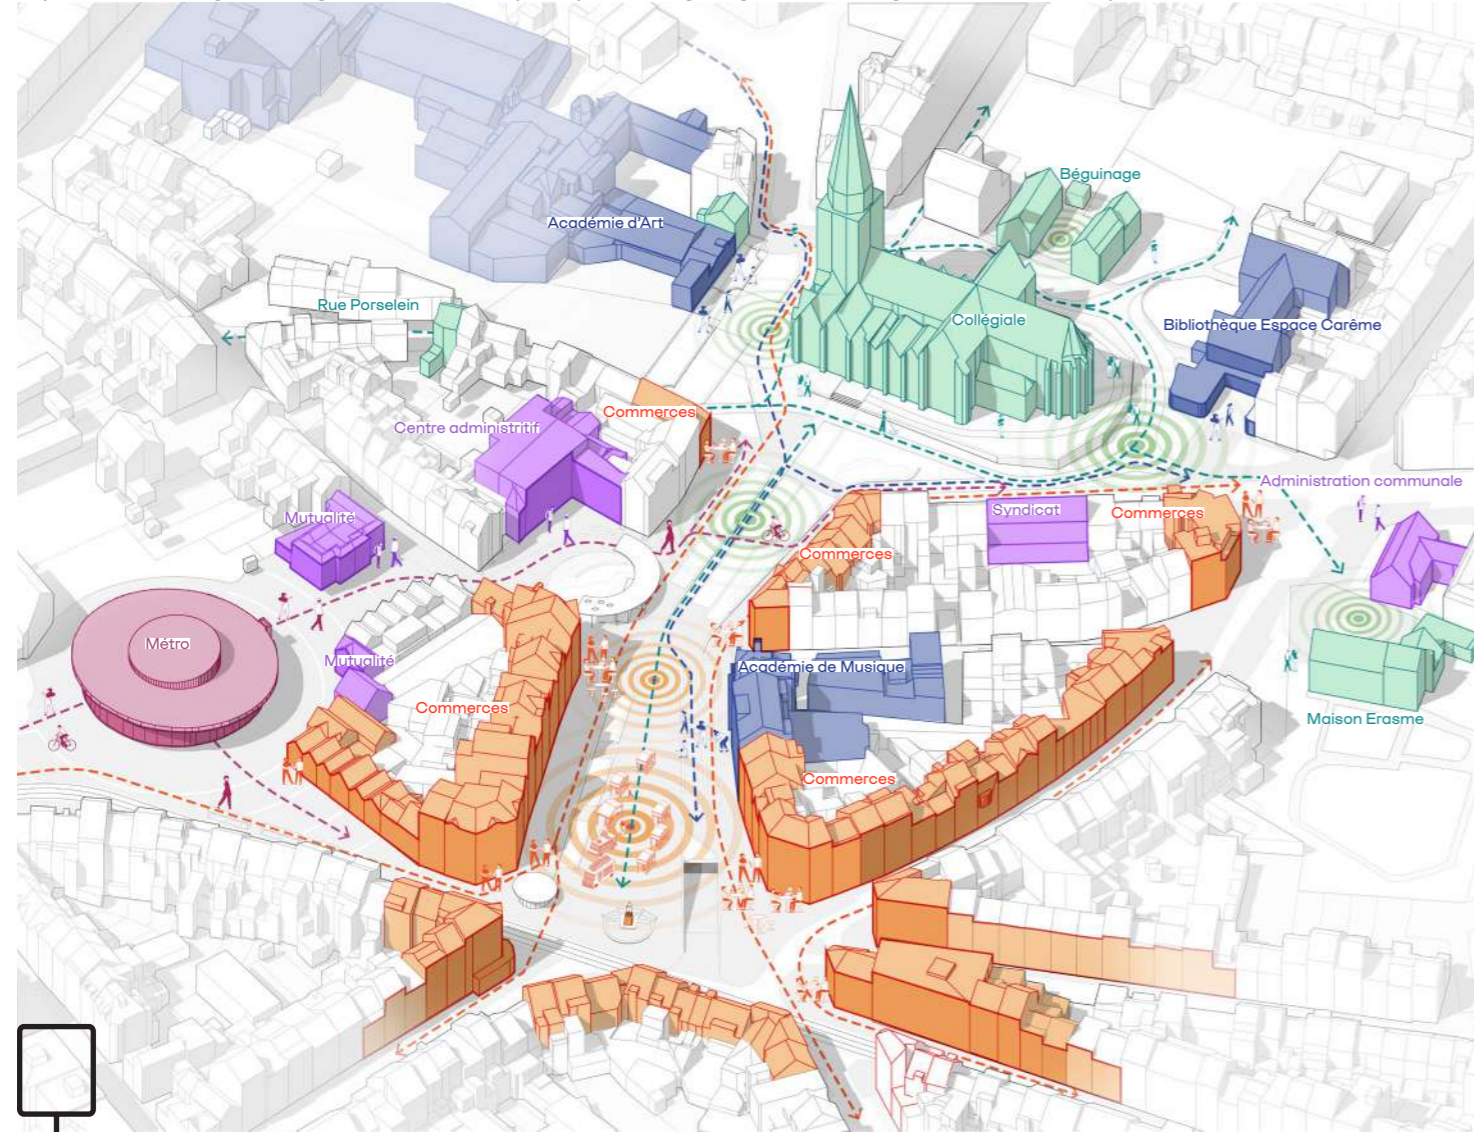 Béguinage
Académie d'Art
Rue Porselein
Collégiale
Bibliothèque Espace Carême
Commerces
Centre administritif
Administration communale
Syndicat
Commerces
Mutualité
Commerces
Métro
Mutualité
Académie de Musique
Commerces
Maison Erasme
Commerces